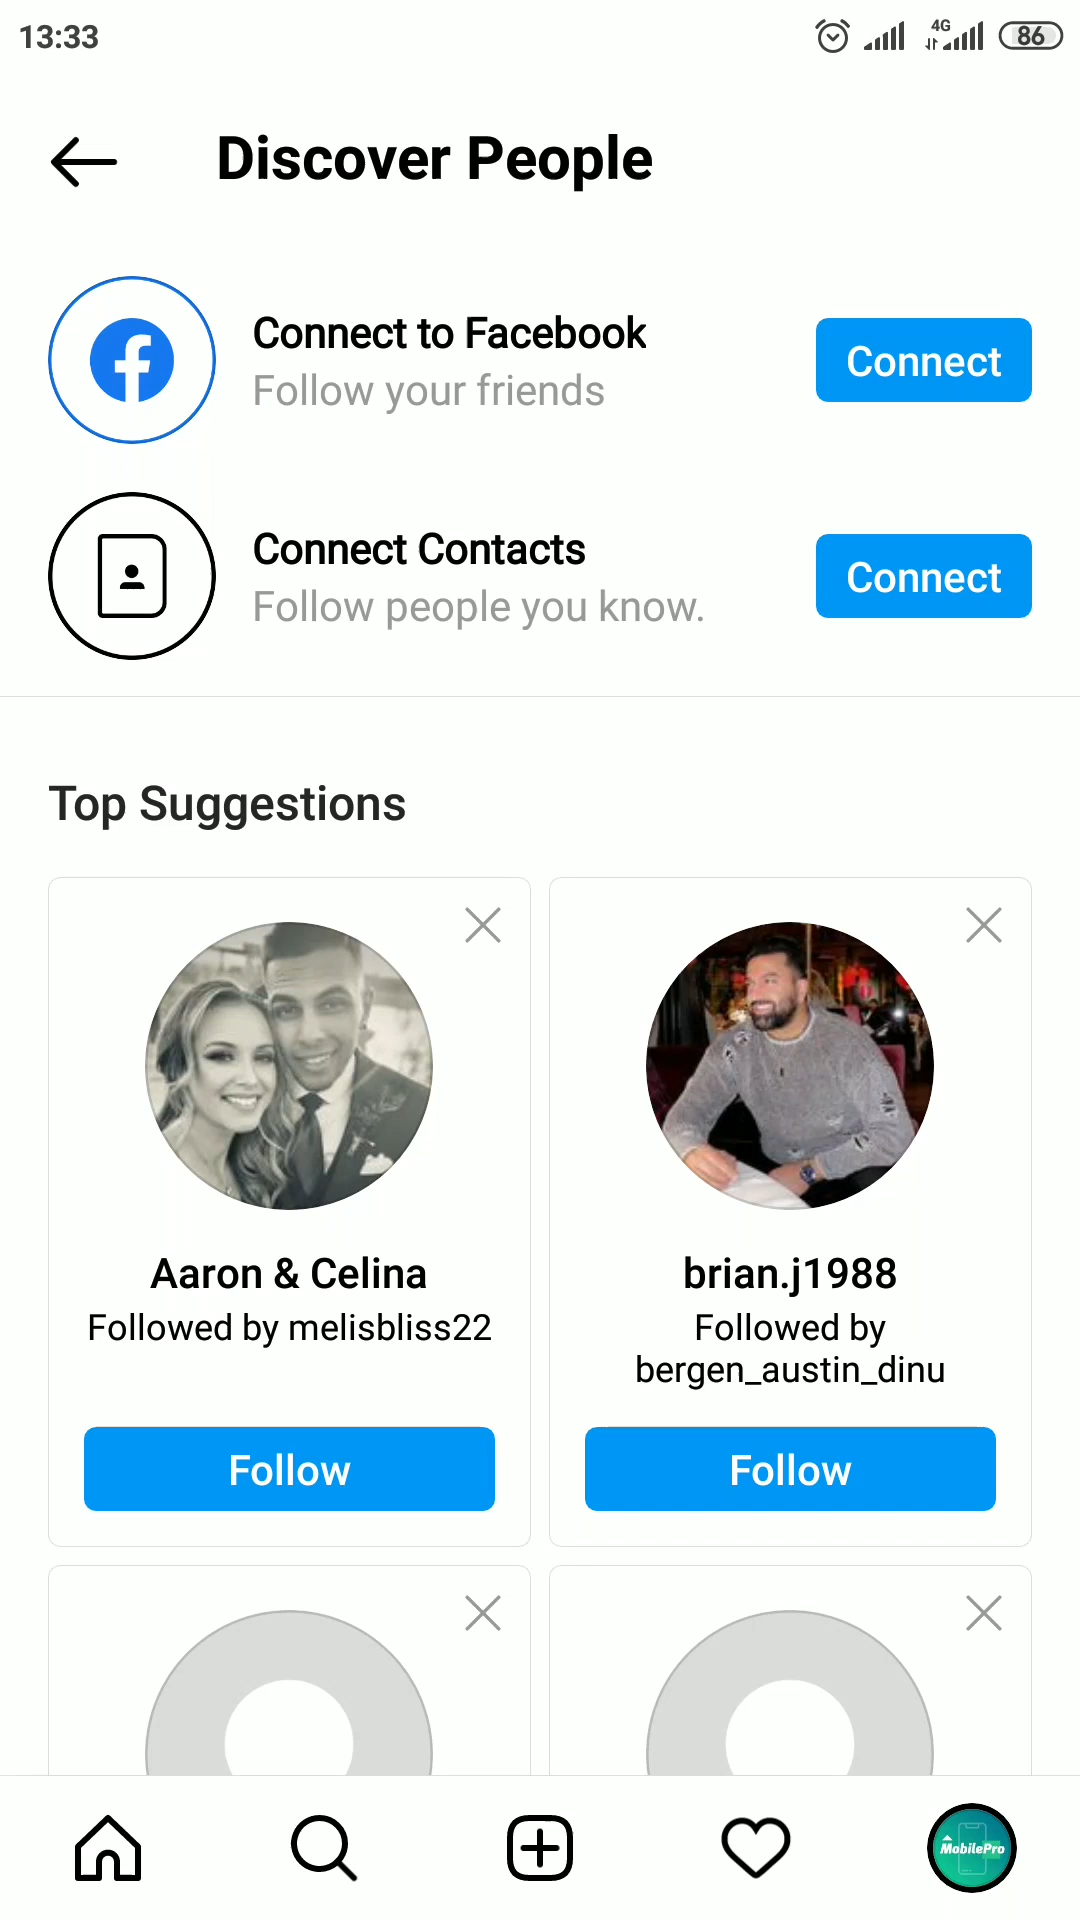 13:33
4G
86
Discover People
Connect to Facebook
Follow your friends
Connect
Connect Contacts
Follow people you know.
Connect
Top Suggestions
Aaron & Celina
Followed by melisbliss22
Follow
brian.j1988
Followed by
bergen_austin_dinu
Follow
MobilePro